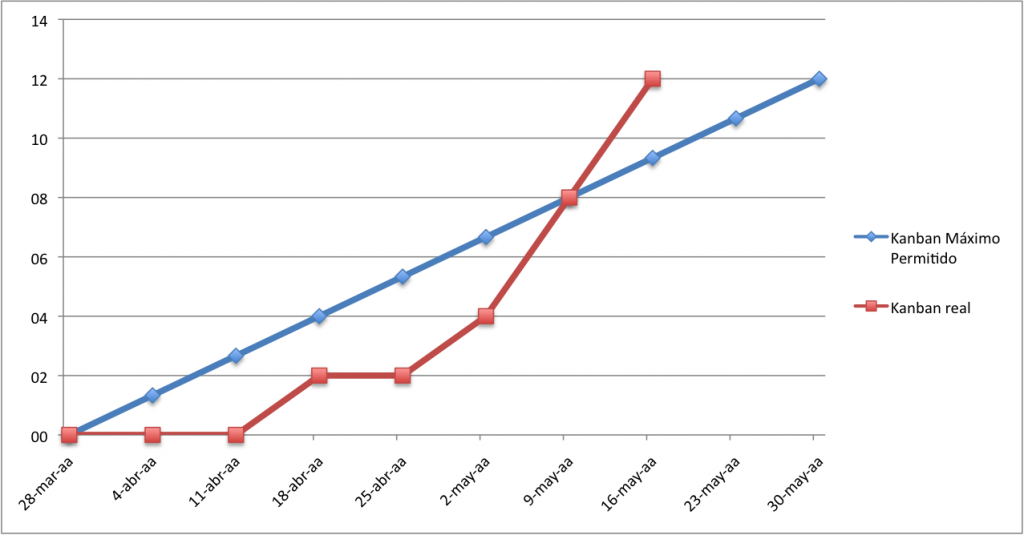 14
12
10
08
06
04
02
00
28-mar-aa
4-abr-aa
11-abr-aa
18-abr-aa
25-abr-aa
2-may-aa
9-may-aa
16-may-aa
23-may-aa
30-may-aa
Kanban Máximo
Permitido
Kanban real